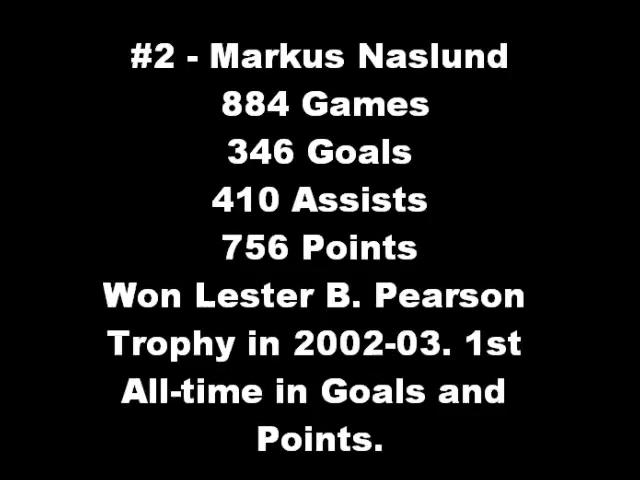 #2 - Markus Naslund
884 Games
346 Goals
410 Assists
756 Points
Won Lester B. Pearson
Trophy in 2002-03. 1st
All-time in Goals and
Points.